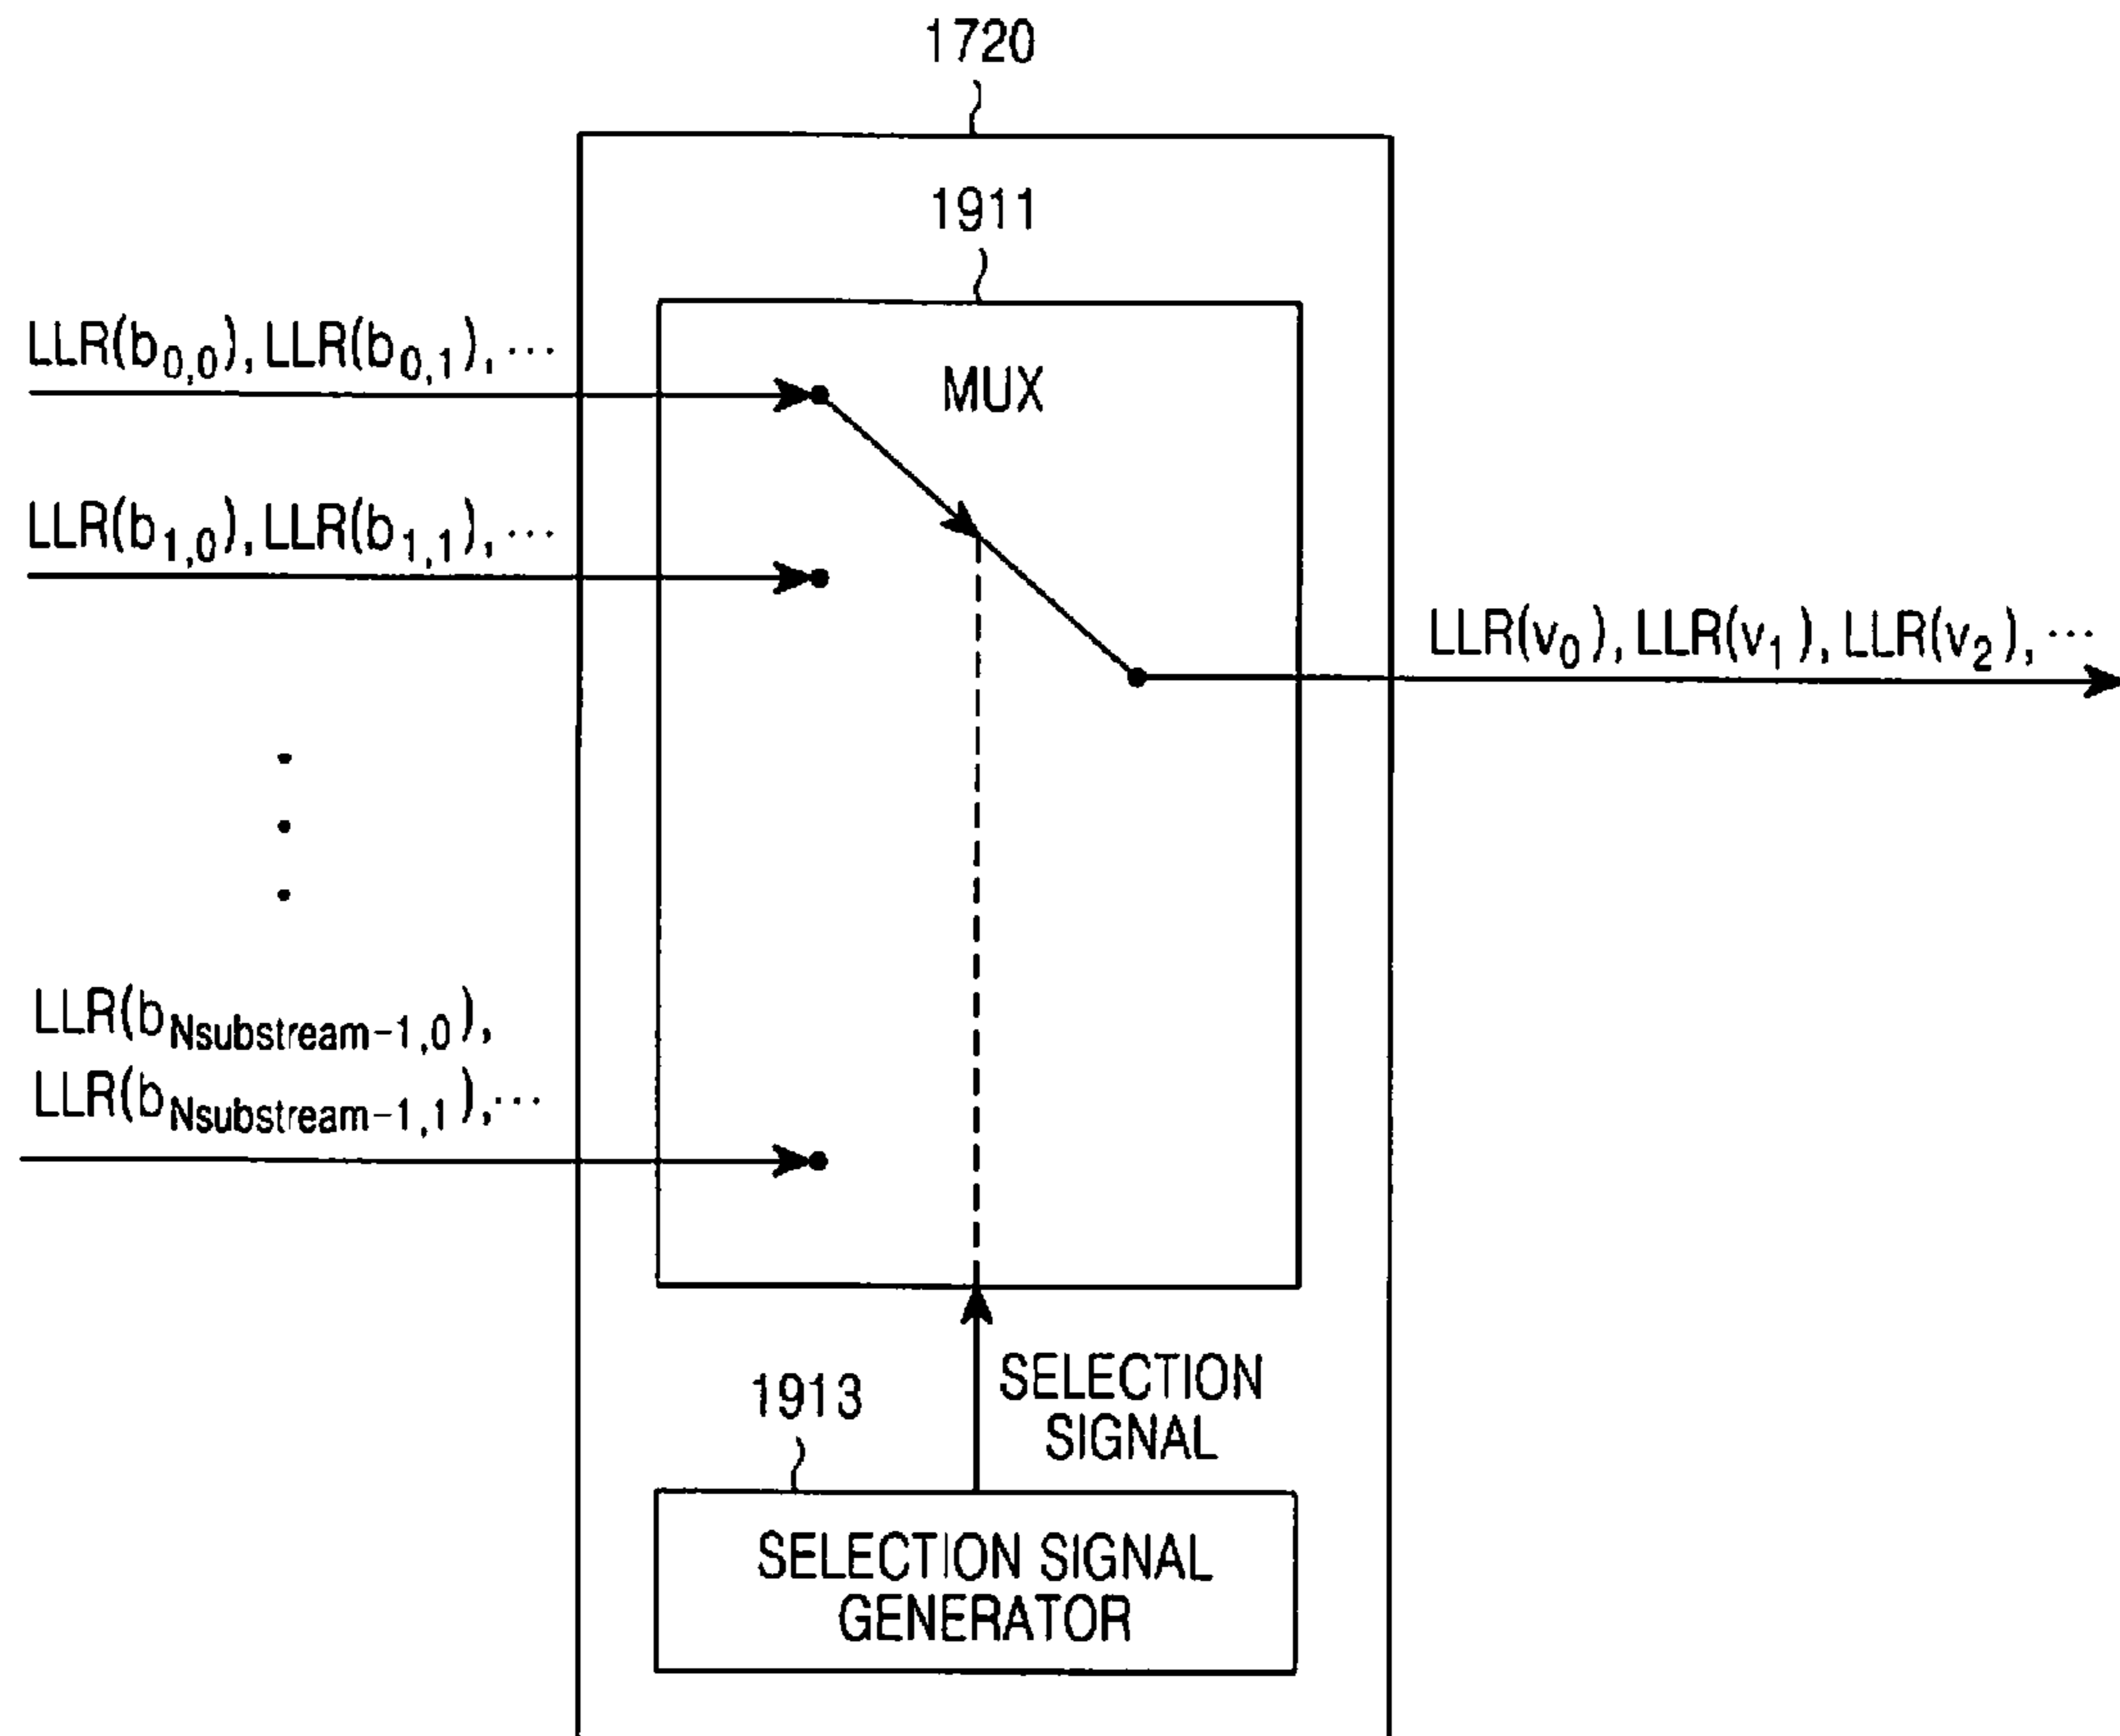 1720
1911
LLR(b0,0), LLR(b0,1), ...
MUX
LLR(b1,0), LLR(b1,1), ...
LLR(v0), LLR(v1), LLR(v2), ...
LLR(bNsubstream-1,0),
LLR(bNsubstream-1,1), ...
SELECTION
SIGNAL
1913
SELECTION SIGNAL
GENERATOR